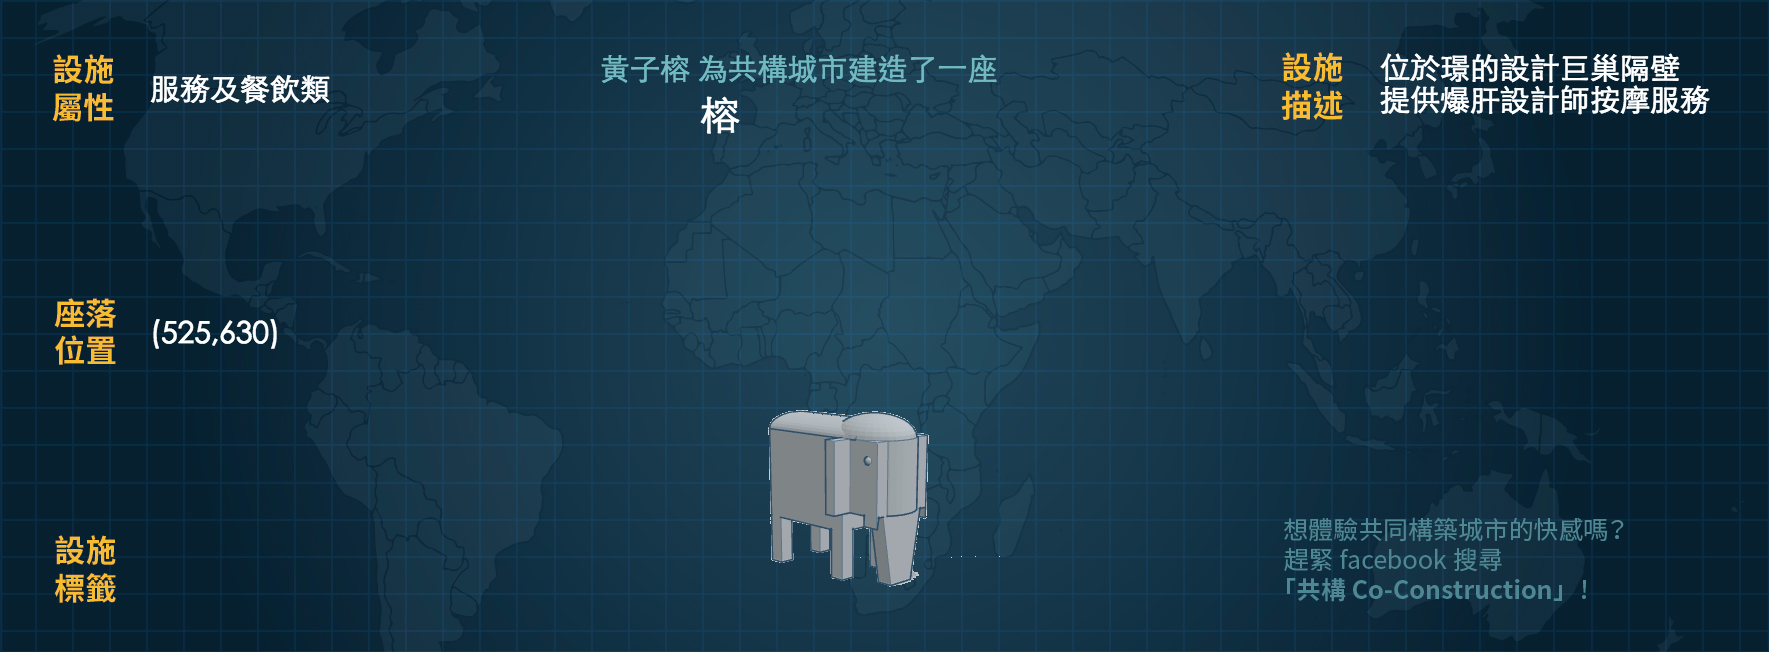 設施
屬性
服務及餐飲類
黃子榕 為共構城市建造了一座
榕
設施
描述
位於璟的設計巨巢隔壁
提供爆肝設計師按摩服務
座落
位置
(525,630)
設施
標籤
想體驗共同構築城市的快感嗎?
趕緊 facebook 搜尋
「共構 Co-Construction」!